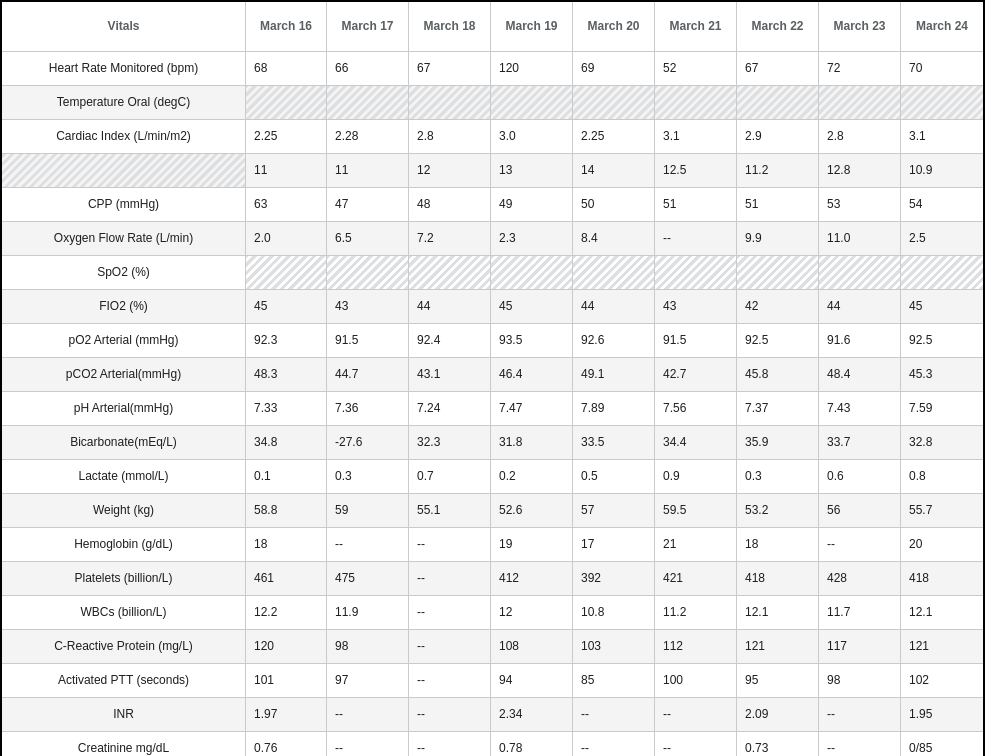 Vitals March 16 March 17 March 18 March 19 March 20 March 21 March 22 March 23 March 24
Heart Rate Monitored (bpm) 68 66 67 120 69 52 67 72 70
Temperature Oral (degC)
Cardiac Index (L/min/m2) 2.25 2.28 2.8 3.0 2.25 3.1 2.9 2.8 3.1
11 11 12 13 14 12.5 11.2 12.8 10.9
CPP (mmHg) 63 47 48 49 50 51 51 53 54
Oxygen Flow Rate (L/min) 2.0 6.5 7.2 2.3 8.4 -- 9.9 11.0 2.5
SpO2 (%)
FIO2 (%) 45 43 44 45 44 43 42 44 45
pO2 Arterial (mmHg) 92.3 91.5 92.4 93.5 92.6 91.5 92.5 91.6 92.5
pCO2 Arterial(mmHg) 48.3 44.7 43.1 46.4 49.1 42.7 45.8 48.4 45.3
pH Arterial(mmHg) 7.33 7.36 7.24 7.47 7.89 7.56 7.37 7.43 7.59
Bicarbonate(mEq/L) 34.8 -27.6 32.3 31.8 33.5 34.4 35.9 33.7 32.8
Lactate (mmol/L) 0.1 0.3 0.7 0.2 0.5 0.9 0.3 0.6 0.8
Weight (kg) 58.8 59 55.1 52.6 57 59.5 53.2 56 55.7
Hemoglobin (g/dL) 18 -- -- 19 17 21 18 -- 20
Platelets (billion/L) 461 475 -- 412 392 421 418 428 418
WBCs (billion/L) 12.2 11.9 -- 12 10.8 11.2 12.1 11.7 12.1
C-Reactive Protein (mg/L) 120 98 -- 108 103 112 121 117 121
Activated PTT (seconds) 101 97 -- 94 85 100 95 98 102
INR 1.97 -- -- 2.34 -- -- 2.09 -- 1.95
Creatinine mg/dL 0.76 -- -- 0.78 -- -- 0.73 -- 0/85